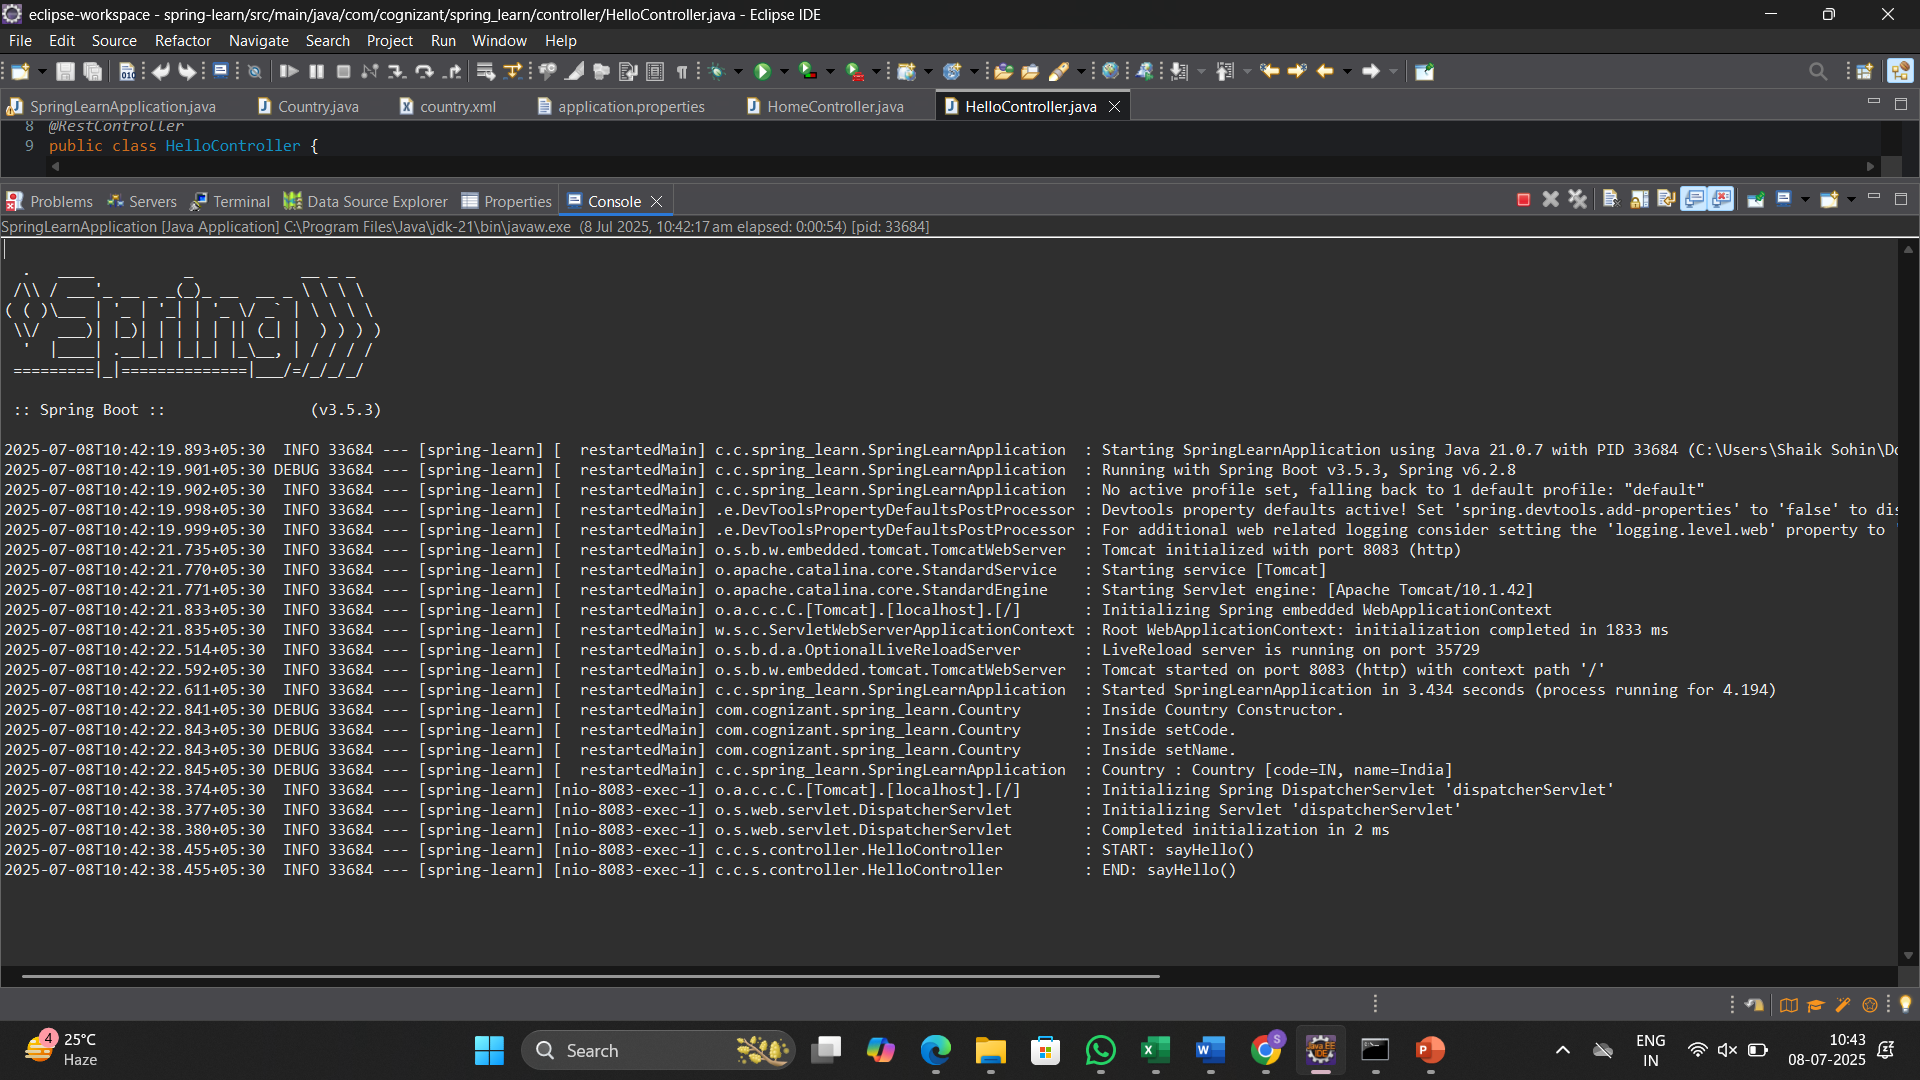 eclipse-workspace - spring-learn/src/main/java/com/cognizant/spring_learn/controller/HelloController.java - Eclipse IDE
File Edit Source Refactor Navigate Search Project Run Window Help
SpringLearnApplication.java Country.java country.xml application.properties HomeController.java HelloController.java
8 @RestController
9 public class HelloController {
Problems Servers Terminal Data Source Explorer Properties Console
SpringLearnApplication [Java Application] C:\Program Files\Java\jdk-21\bin\javaw.exe (8 Jul 2025, 10:42:17 am elapsed: 0:00:54) [pid: 33684]
  .   ____          _            __ _ _
 /\\ / ___'_ __ _ _(_)_ __  __ _ \ \ \ \
( ( )\___ | '_ | '_| | '_ \/ _` | \ \ \ \
 \\/  ___)| |_)| | | | | || (_| |  ) ) ) )
  '  |____| .__|_| |_|_| |_\__, | / / / /
 =========|_|==============|___/=/_/_/_/
 :: Spring Boot ::                (v3.5.3)
2025-07-08T10:42:19.893+05:30  INFO 33684 --- [spring-learn] [  restartedMain] c.c.spring_learn.SpringLearnApplication  : Starting SpringLearnApplication using Java 21.0.7 with PID 33684 (C:\Users\Shaik Sohin\Do
2025-07-08T10:42:19.901+05:30 DEBUG 33684 --- [spring-learn] [  restartedMain] c.c.spring_learn.SpringLearnApplication  : Running with Spring Boot v3.5.3, Spring v6.2.8
2025-07-08T10:42:19.902+05:30  INFO 33684 --- [spring-learn] [  restartedMain] c.c.spring_learn.SpringLearnApplication  : No active profile set, falling back to 1 default profile: "default"
2025-07-08T10:42:19.998+05:30  INFO 33684 --- [spring-learn] [  restartedMain] .e.DevToolsPropertyDefaultsPostProcessor : Devtools property defaults active! Set 'spring.devtools.add-properties' to 'false' to dis
2025-07-08T10:42:19.999+05:30  INFO 33684 --- [spring-learn] [  restartedMain] .e.DevToolsPropertyDefaultsPostProcessor : For additional web related logging consider setting the 'logging.level.web' property to '
2025-07-08T10:42:21.735+05:30  INFO 33684 --- [spring-learn] [  restartedMain] o.s.b.w.embedded.tomcat.TomcatWebServer  : Tomcat initialized with port 8083 (http)
2025-07-08T10:42:21.770+05:30  INFO 33684 --- [spring-learn] [  restartedMain] o.apache.catalina.core.StandardService   : Starting service [Tomcat]
2025-07-08T10:42:21.771+05:30  INFO 33684 --- [spring-learn] [  restartedMain] o.apache.catalina.core.StandardEngine    : Starting Servlet engine: [Apache Tomcat/10.1.42]
2025-07-08T10:42:21.833+05:30  INFO 33684 --- [spring-learn] [  restartedMain] o.a.c.c.C.[Tomcat].[localhost].[/]       : Initializing Spring embedded WebApplicationContext
2025-07-08T10:42:21.835+05:30  INFO 33684 --- [spring-learn] [  restartedMain] w.s.c.ServletWebServerApplicationContext : Root WebApplicationContext: initialization completed in 1833 ms
2025-07-08T10:42:22.514+05:30  INFO 33684 --- [spring-learn] [  restartedMain] o.s.b.d.a.OptionalLiveReloadServer       : LiveReload server is running on port 35729
2025-07-08T10:42:22.592+05:30  INFO 33684 --- [spring-learn] [  restartedMain] o.s.b.w.embedded.tomcat.TomcatWebServer  : Tomcat started on port 8083 (http) with context path '/'
2025-07-08T10:42:22.611+05:30  INFO 33684 --- [spring-learn] [  restartedMain] c.c.spring_learn.SpringLearnApplication  : Started SpringLearnApplication in 3.434 seconds (process running for 4.194)
2025-07-08T10:42:22.841+05:30 DEBUG 33684 --- [spring-learn] [  restartedMain] com.cognizant.spring_learn.Country       : Inside Country Constructor.
2025-07-08T10:42:22.843+05:30 DEBUG 33684 --- [spring-learn] [  restartedMain] com.cognizant.spring_learn.Country       : Inside setCode.
2025-07-08T10:42:22.843+05:30 DEBUG 33684 --- [spring-learn] [  restartedMain] com.cognizant.spring_learn.Country       : Inside setName.
2025-07-08T10:42:22.845+05:30 DEBUG 33684 --- [spring-learn] [  restartedMain] c.c.spring_learn.SpringLearnApplication  : Country : Country [code=IN, name=India]
2025-07-08T10:42:38.374+05:30  INFO 33684 --- [spring-learn] [nio-8083-exec-1] o.a.c.c.C.[Tomcat].[localhost].[/]       : Initializing Spring DispatcherServlet 'dispatcherServlet'
2025-07-08T10:42:38.377+05:30  INFO 33684 --- [spring-learn] [nio-8083-exec-1] o.s.web.servlet.DispatcherServlet        : Initializing Servlet 'dispatcherServlet'
2025-07-08T10:42:38.380+05:30  INFO 33684 --- [spring-learn] [nio-8083-exec-1] o.s.web.servlet.DispatcherServlet        : Completed initialization in 2 ms
2025-07-08T10:42:38.455+05:30  INFO 33684 --- [spring-learn] [nio-8083-exec-1] c.c.s.controller.HelloController         : START: sayHello()
2025-07-08T10:42:38.455+05:30  INFO 33684 --- [spring-learn] [nio-8083-exec-1] c.c.s.controller.HelloController         : END: sayHello()
4
25°C
Haze
Search
ENG
IN
10:43
08-07-2025